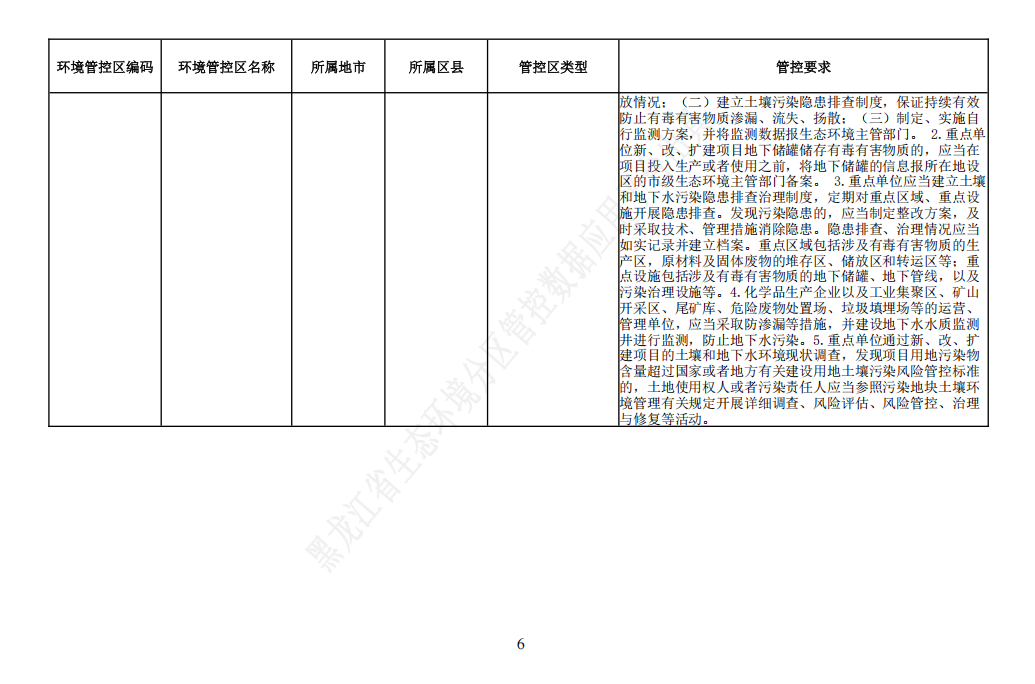 环境管控区编码 环境管控区名称 所属地市 所属区县 管控区类型 管控要求
放情况；（二）建立土壤污染隐患排查制度，保证持续有效
防止有毒有害物质渗漏、流失、扬散；（三）制定、实施自
行监测方案，并将监测数据报生态环境主管部门。 2.重点单
位新、改、扩建项目地下储罐储存有毒有害物质的，应当在
项目投入生产或者使用之前，将地下储罐的信息报所在地设
区的市级生态环境主管部门备案。 3.重点单位应当建立土壤
和地下水污染隐患排查治理制度，定期对重点区域、重点设
施开展隐患排查。发现污染隐患的，应当制定整改方案，及
时采取技术、管理措施消除隐患。隐患排查、治理情况应当
如实记录并建立档案。重点区域包括涉及有毒有害物质的生
产区，原材料及固体废物的堆存区、储放区和转运区等；重
点设施包括涉及有毒有害物质的地下储罐、地下管线，以及
污染治理设施等。4.化学品生产企业以及工业集聚区、矿山
开采区、尾矿库、危险废物处置场、垃圾填埋场等的运营、
管理单位，应当采取防渗漏等措施，并建设地下水水质监测
井进行监测，防止地下水污染。5.重点单位通过新、改、扩
建项目的土壤和地下水环境现状调查，发现项目用地污染物
含量超过国家或者地方有关建设用地土壤污染风险管控标准
的，土地使用权人或者污染责任人应当参照污染地块土壤环
境管理有关规定开展详细调查、风险评估、风险管控、治理
与修复等活动。
黑龙江省生态环境分区管控数据应用
6